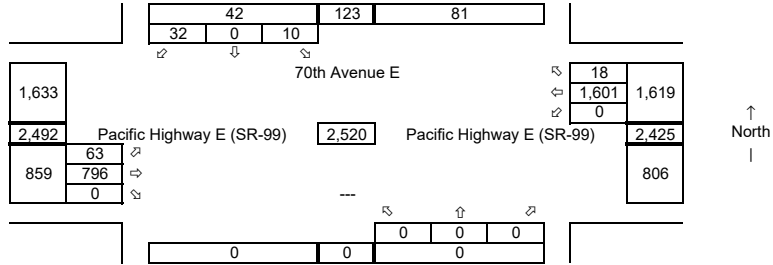 42 123 81
32 0 10
⬃ ⇩ ⬂
70th Avenue E
⬁ 18
1,633 ⇦ 1,601 1,619
⬃ 0 ↑
2,492 Pacific Highway E (SR-99) 2,520 Pacific Highway E (SR-99) 2,425 North
63 ⬀ |
859 796 ⇨ 806
0 ⬂ ---
⬁ ⇧ ⬀
0 0 0
0 0 0